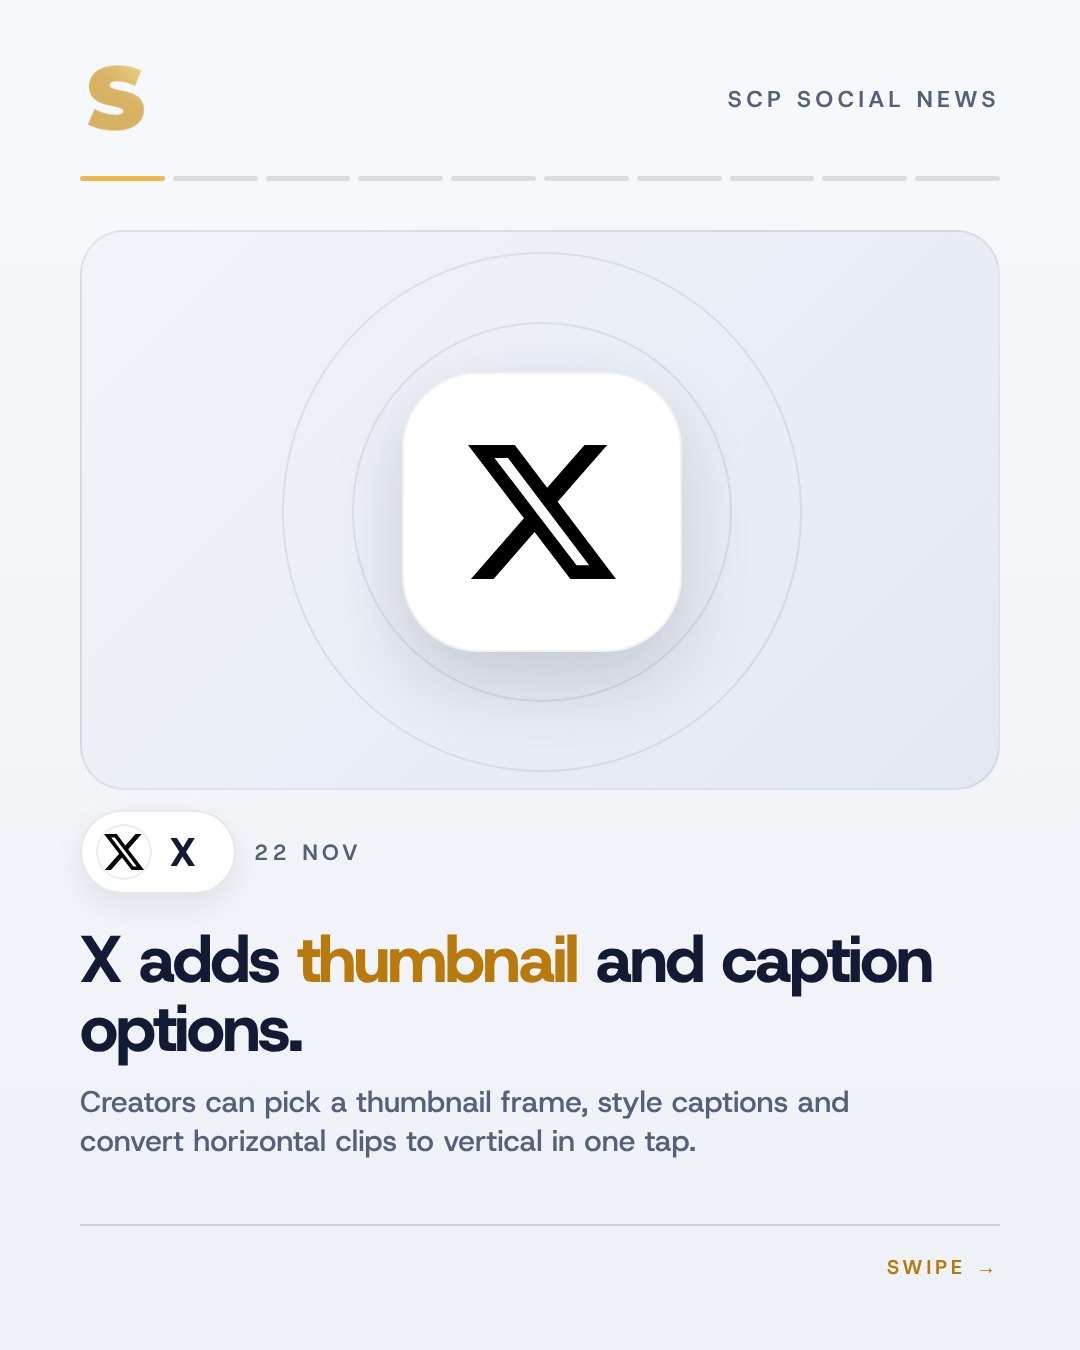 S
SCP SOCIAL NEWS
X
22 NOV
X adds thumbnail and caption
options.
Creators can pick a thumbnail frame, style captions and
convert horizontal clips to vertical in one tap.
SWIPE →